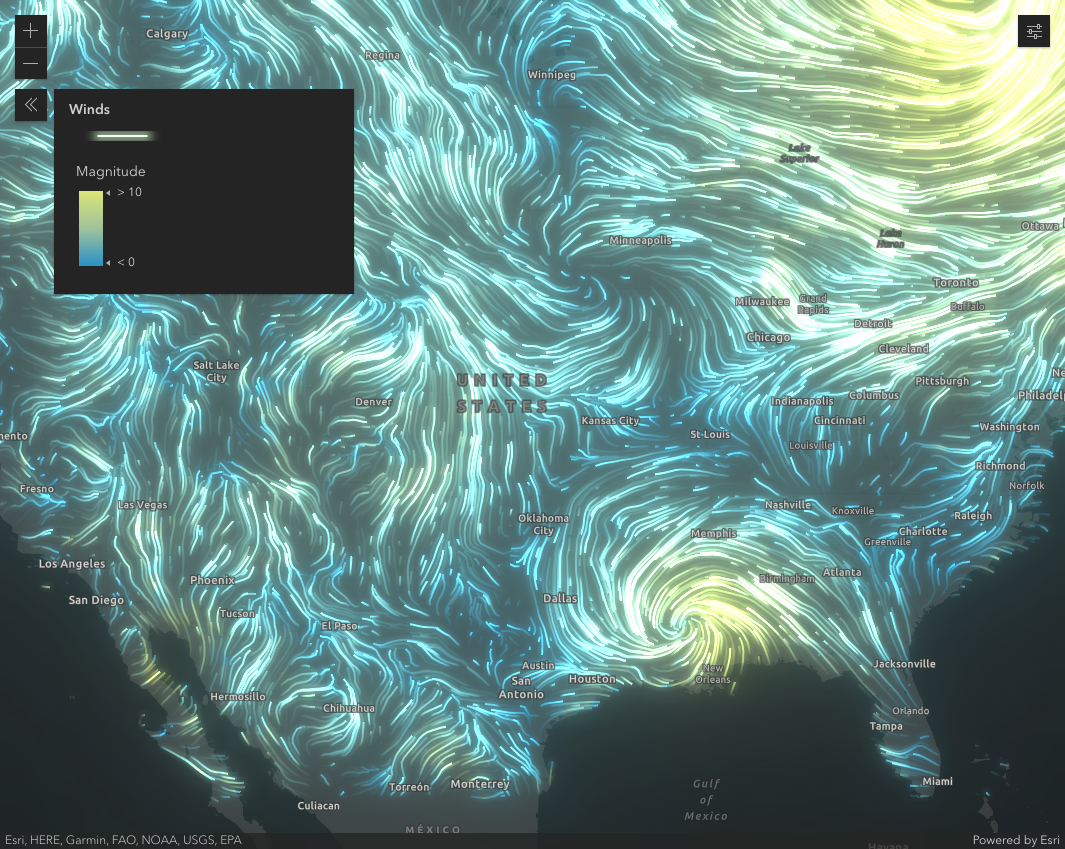 Calgary
Regina
Winnipeg
Winds
Magnitude
> 10
< 0
Lake
Superior
Minneapolis
Lake
Huron
Ottawa
Toronto
Milwaukee
Grand
Rapids
Buffalo
Detroit
Chicago
Cleveland
Salt Lake
City
UNITED
STATES
Denver
Pittsburgh
Ne
Indianapolis
Columbus
Philadelp
Kansas City
Cincinnati
St Louis
Washington
mento
Louisville
Richmond
Fresno
Norfolk
Las Vegas
Nashville
Knoxville
Oklahoma
City
Raleigh
Memphis
Charlotte
Greenville
Los Angeles
Phoenix
Birmingham
Atlanta
San Diego
Dallas
Tucson
El Paso
Austin
New
Orleans
Jacksonville
San
Antonio
Houston
Hermosillo
Chihuahua
Orlando
Tampa
Torreón
Monterrey
Gulf
of
Mexico
Miami
Culiacan
MÉXICO
Esri, HERE, Garmin, FAO, NOAA, USGS, EPA
Powered by Esri
Havana